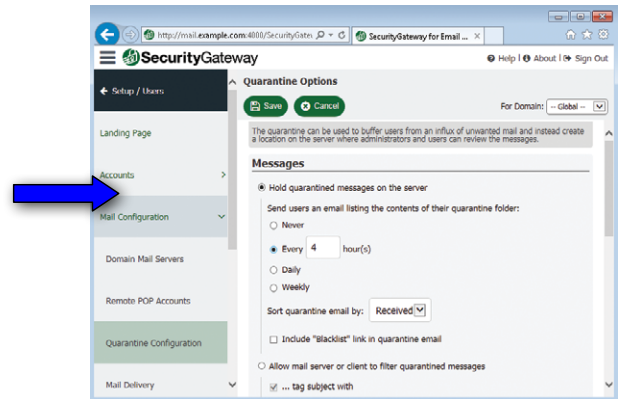 http://mail.example.com:4000/SecurityGate
SecurityGateway for Email ...
SecurityGateway
Help | About | Sign Out
Setup / Users
Landing Page
Accounts
Mail Configuration
Domain Mail Servers
Remote POP Accounts
Quarantine Configuration
Mail Delivery
Quarantine Options
Save Cancel
For Domain: -- Global --
The quarantine can be used to buffer users from an influx of unwanted mail and instead create
a location on the server where administrators and users can review the messages.
Messages
Hold quarantined messages on the server
Send users an email listing the contents of their quarantine folder:
Never
Every 4 hour(s)
Daily
Weekly
Sort quarantine email by: Received
Include "Blacklist" link in quarantine email
Allow mail server or client to filter quarantined messages
... tag subject with